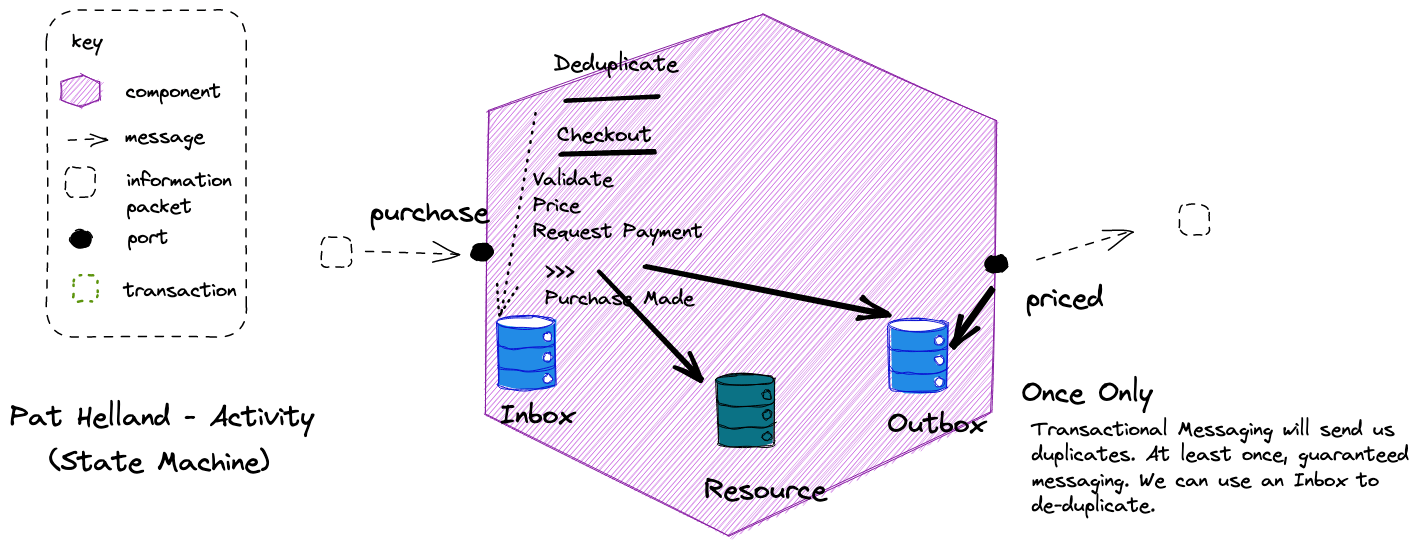 key
component
message
information
packet
port
transaction
Pat Helland - Activity
(State Machine)
purchase
Deduplicate
Checkout
Validate
Price
Request Payment
>>>
Purchase Made
Inbox
Resource
Outbox
priced
Once Only
Transactional Messaging will send us
duplicates. At least once, guaranteed
messaging. We can use an Inbox to
de-duplicate.